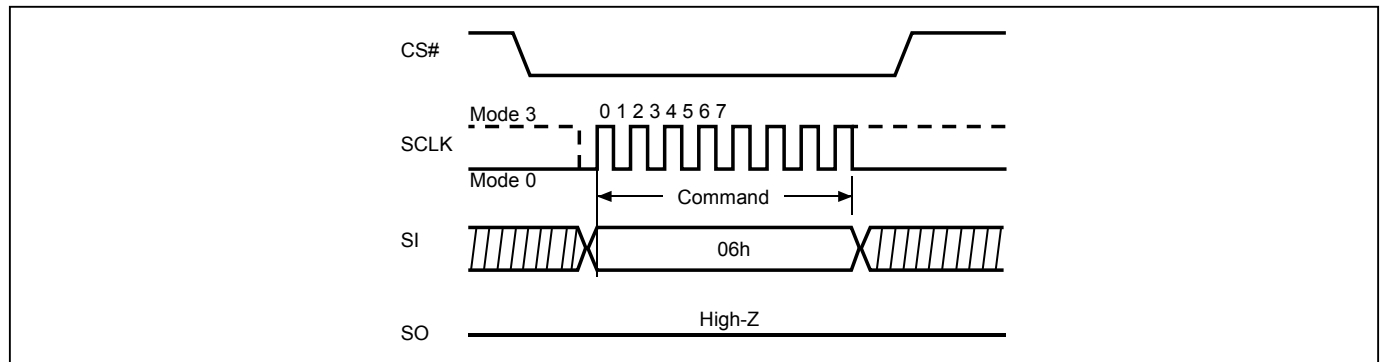 CS#
Mode 3
0 1 2 3 4 5 6 7
SCLK
Mode 0
Command
SI
06h
High-Z
SO